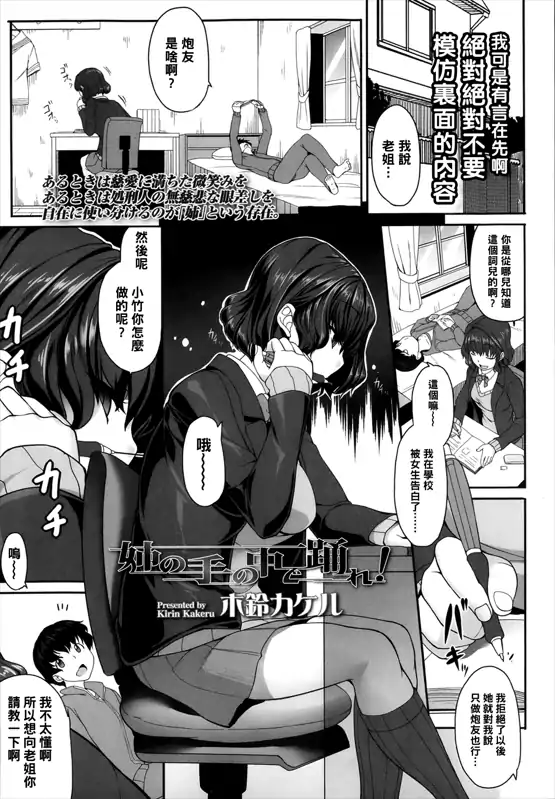 我可是有言在先啊
絕對絕對不要
模仿裏面的內容
我說
老姐
炮友
是啥啊？
あるときは慈愛に満ちた微笑みを
あるときは処刑人の無慈悲な眼差しを
自在に使い分けるのが「姉」という存在。
你是從哪兒知道
這個詞兒的啊？
這個嘛〜〜
我在學校
被女生告白了……
我拒絕了以後
她就對我說
只做炮友也行…
哦〜〜
然後呢
小竹你怎麼
做的呢？
カチ
カチ
嗚〜〜
我不太懂啊
所以想向老姐你
請教一下啊
姉の手の中で踊れ！
Presented by
Kirin Kakeru
木鈴カケル